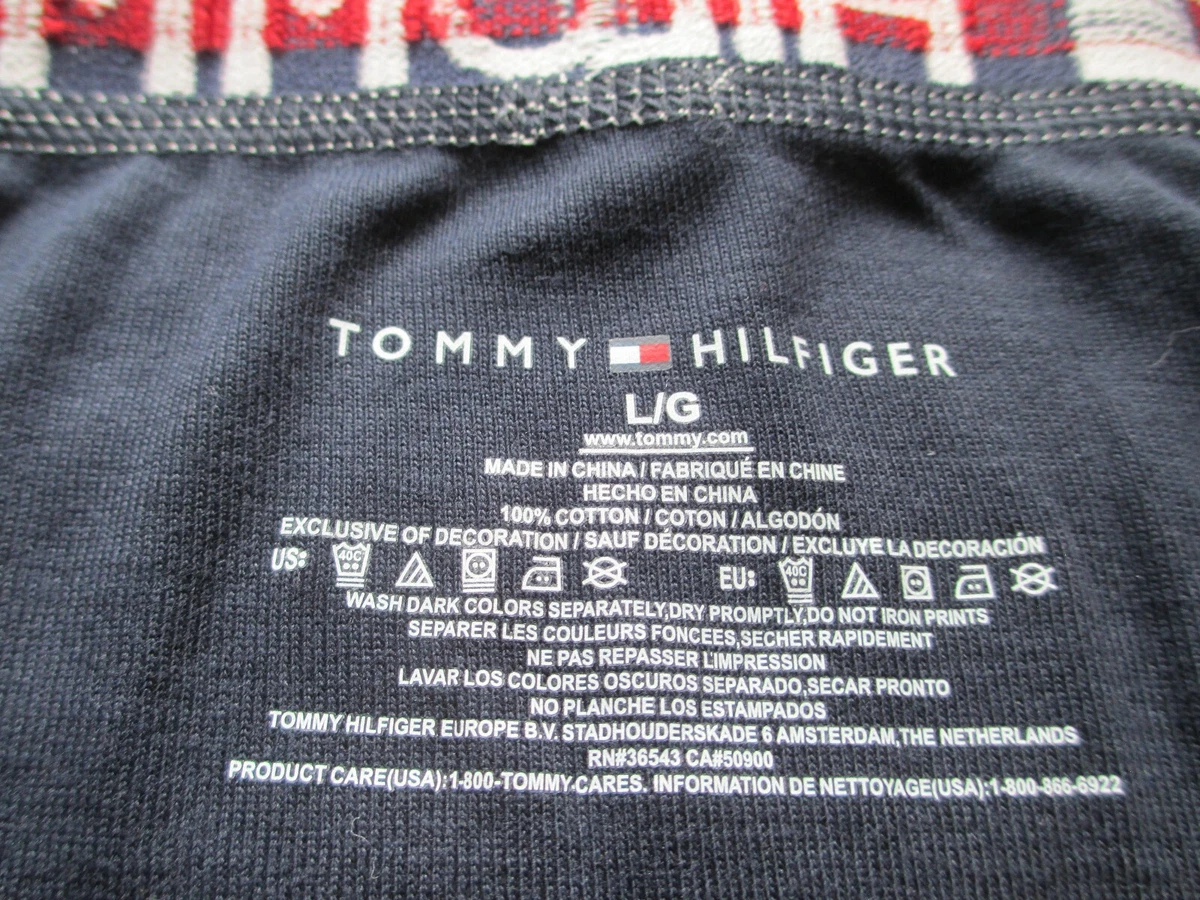 TOMMY HILFIGER
L/G
www.tommy.com
MADE IN CHINA / FABRIQUÉ EN CHINE
HECHO EN CHINA
100% COTTON / COTON / ALGODÓN
EXCLUSIVE OF DECORATION / SAUF DÉCORATION / EXCLUYE LA DECORACIÓN
US: 40C EU: 40C
WASH DARK COLORS SEPARATELY,DRY PROMPTLY,DO NOT IRON PRINTS
SEPARER LES COULEURS FONCEES,SECHER RAPIDEMENT
NE PAS REPASSER L'IMPRESSION
LAVAR LOS COLORES OSCUROS SEPARADO,SECAR PRONTO
NO PLANCHE LOS ESTAMPADOS
TOMMY HILFIGER EUROPE B.V. STADHOUDERSKADE 6 AMSTERDAM,THE NETHERLANDS
RN#36543 CA#50900
PRODUCT CARE(USA):1-800-TOMMY-CARES. INFORMATION DE NETTOYAGE(USA):1-800-866-6922